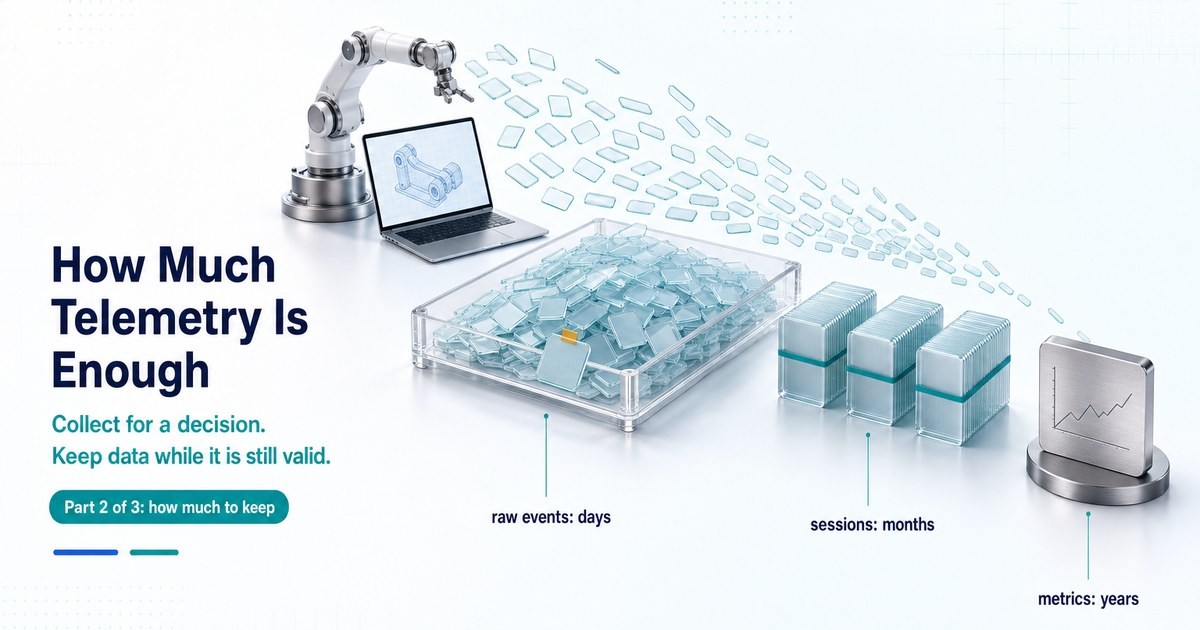 How Much
Telemetry Is
Enough
Collect for a decision.
Keep data while it is still valid.
Part 2 of 3: how much to keep
raw events: days
sessions: months
metrics: years